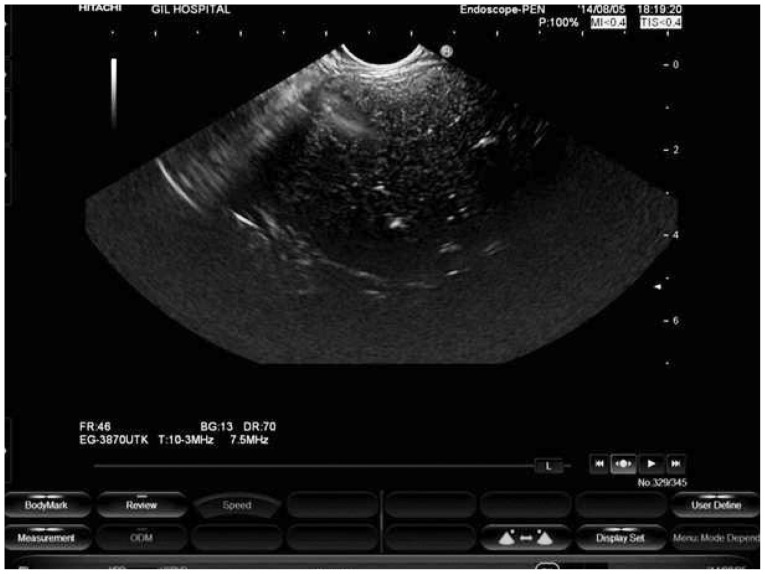 HITACHI GIL HOSPITAL Endoscope-PEN '14/08/05 18:19:20
P:100% MI<0.4 TIS<0.4
0
2
4
6
FR:46 BG:13 DR:70
EG-3870UTK T:10-3MHz 7.5MHz
L
No.329/345
BodyMark Review Speed User Define
Measurement ODM Display Set Menu: Mode Depend